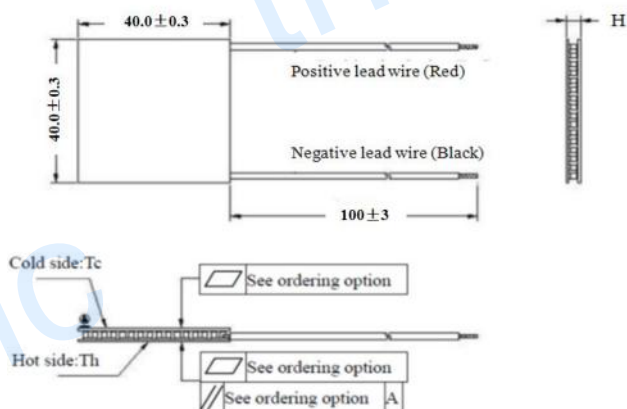 40.0±0.3
H
40.0±0.3
Positive lead wire (Red)
Negative lead wire (Black)
100±3
Cold side:Tc
See ordering option
Hot side:Th
See ordering option
See ordering option A